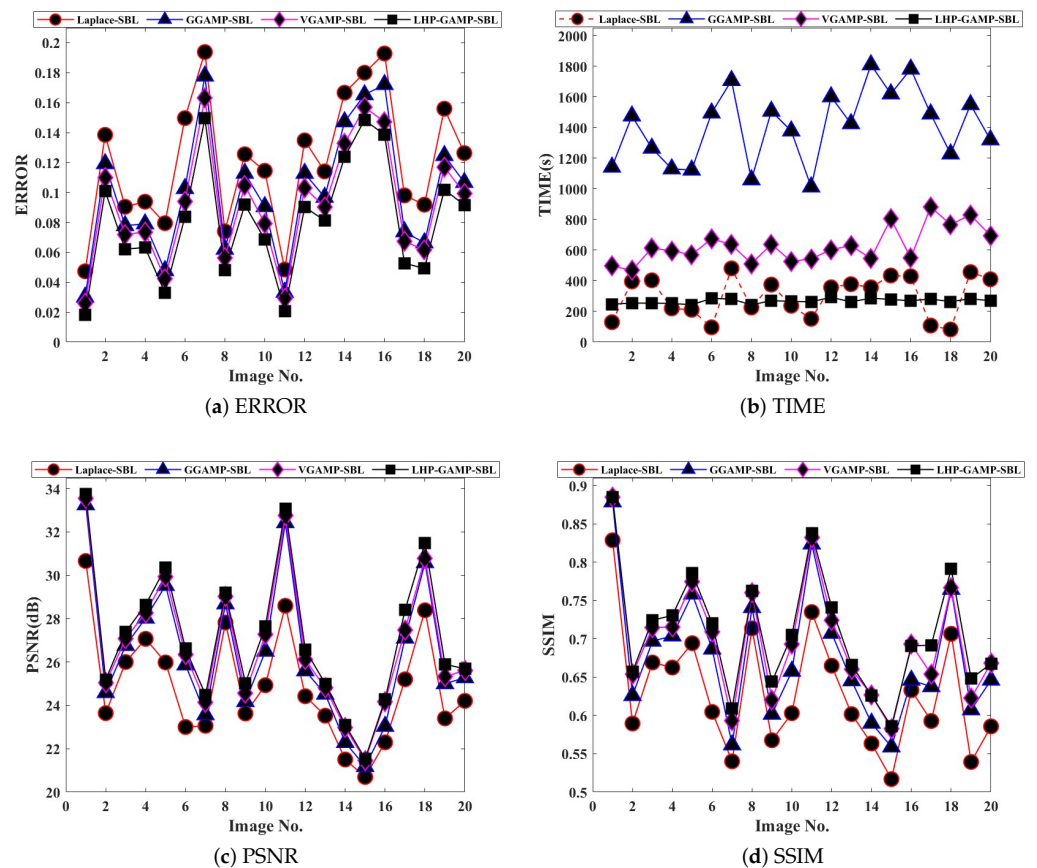 Laplace-SBL GGAMP-SBL VGAMP-SBL LHP-GAMP-SBL
0.2
0.18
0.16
0.14
0.12
0.1
0.08
0.06
0.04
0.02
0
ERROR
2 4 6 8 10 12 14 16 18 20
Image No.
(a) ERROR
Laplace-SBL GGAMP-SBL VGAMP-SBL LHP-GAMP-SBL
2000
1800
1600
1400
1200
1000
800
600
400
200
0
TIME(s)
2 4 6 8 10 12 14 16 18 20
Image No.
(b) TIME
Laplace-SBL GGAMP-SBL VGAMP-SBL LHP-GAMP-SBL
34
32
30
28
26
24
22
20
PSNR(dB)
0 2 4 6 8 10 12 14 16 18 20
Image No.
(c) PSNR
Laplace-SBL GGAMP-SBL VGAMP-SBL LHP-GAMP-SBL
0.9
0.85
0.8
0.75
0.7
0.65
0.6
0.55
0.5
SSIM
0 2 4 6 8 10 12 14 16 18 20
Image No.
(d) SSIM